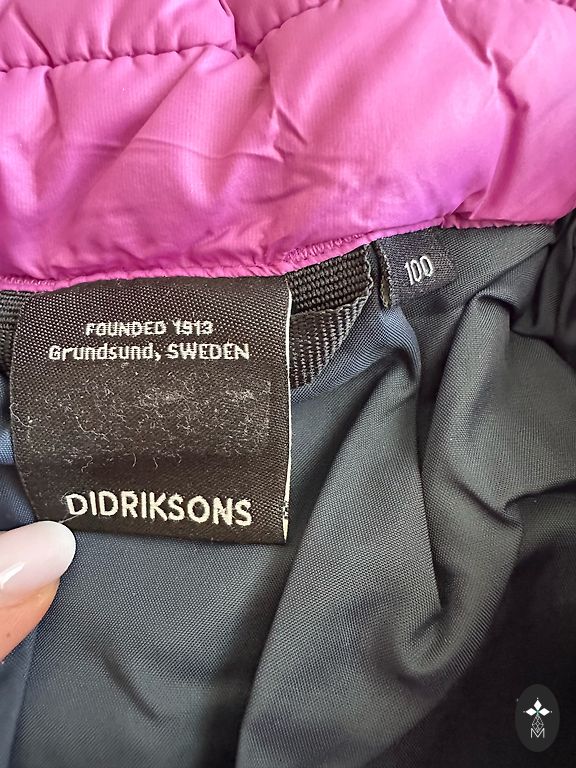 FOUNDED 1913
Grundsund, SWEDEN
DIDRIKSONS
100
M